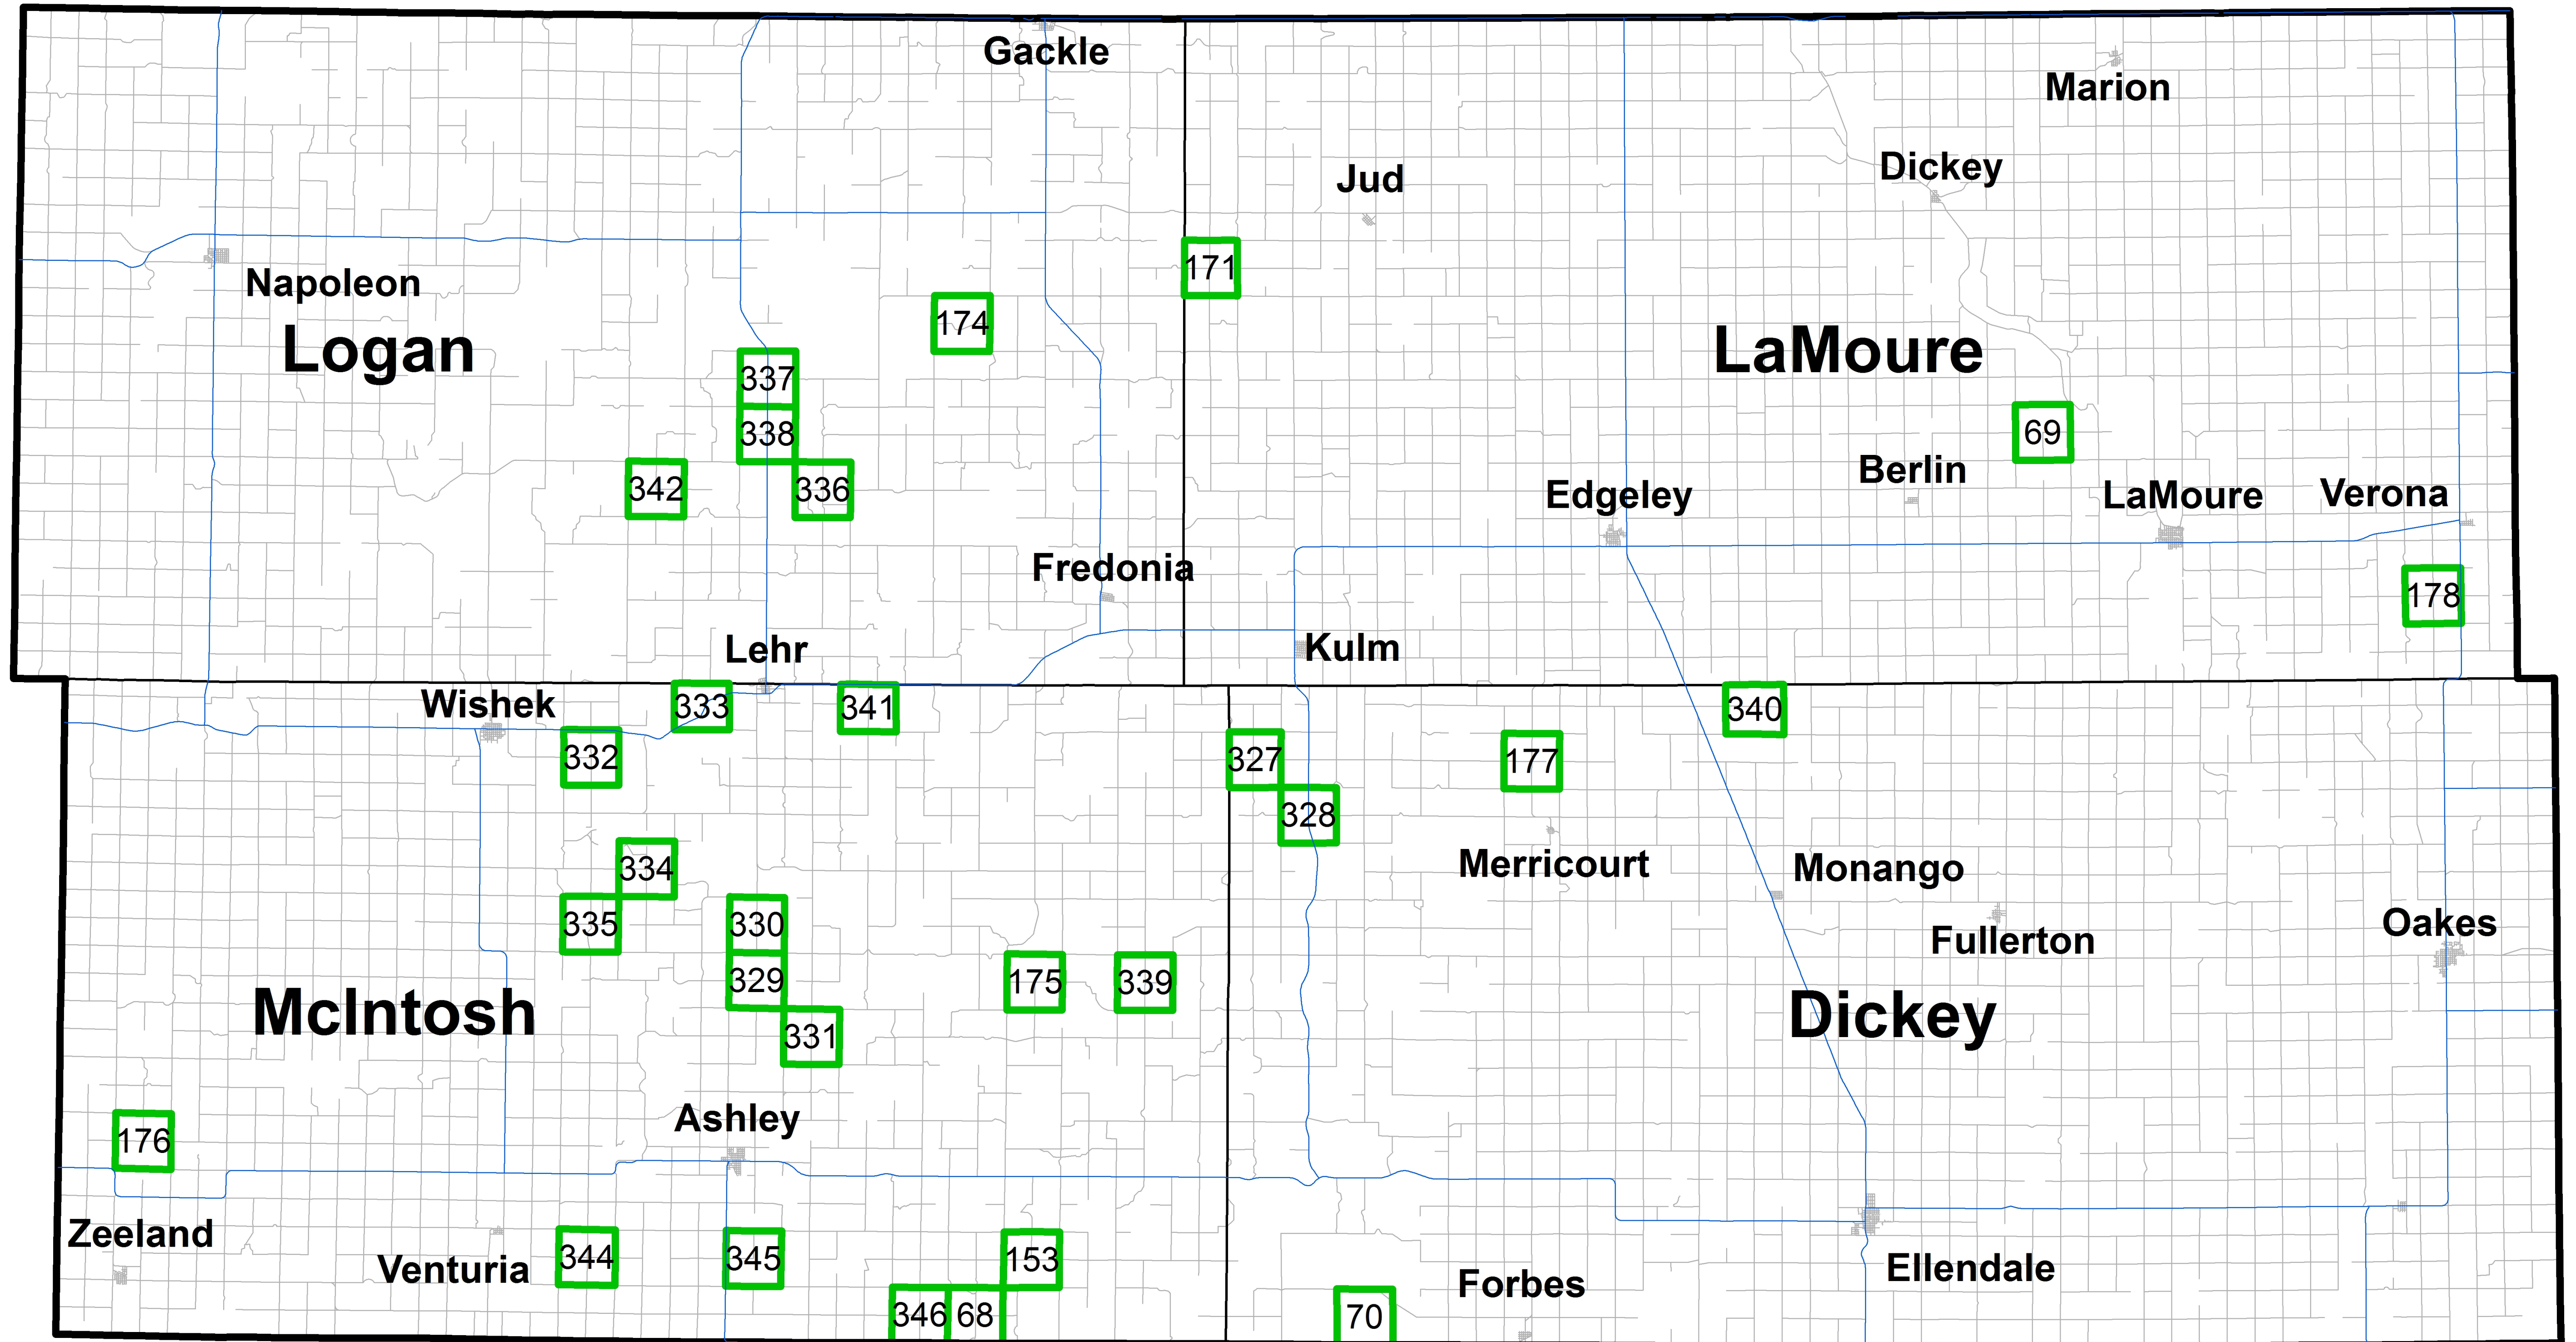 Gackle
Marion
Dickey
Jud
171
Napoleon
174
Logan
LaMoure
337
338
69
Berlin
342
336
Edgeley
LaMoure
Verona
Fredonia
178
Lehr
Kulm
Wishek
333
341
340
332
327
177
328
334
Merricourt
Monango
335
330
Oakes
Fullerton
329
175
339
McIntosh
Dickey
331
Ashley
176
Zeeland
Venturia
344
345
153
Ellendale
Forbes
346
68
70